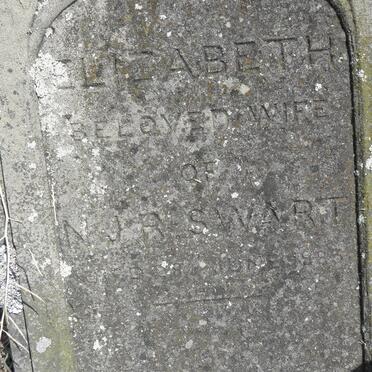 ELIZABETH
BELOVED WIFE
OF
N.J.R. SWART